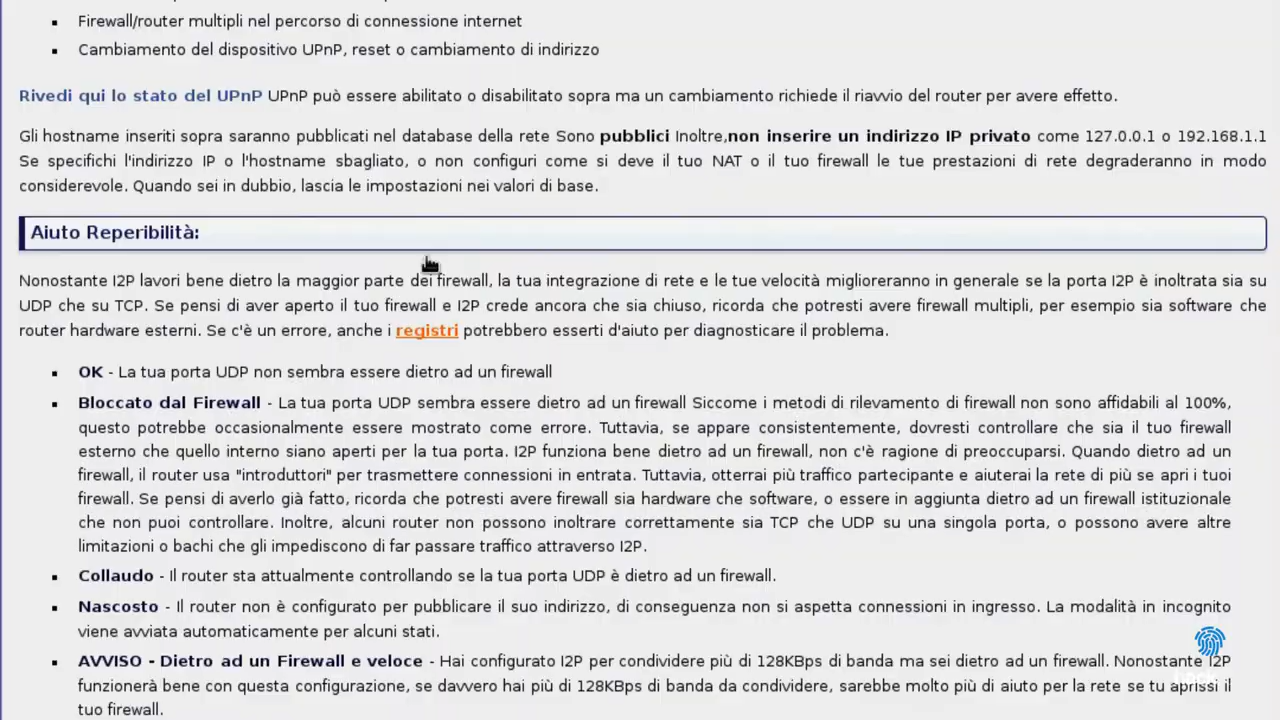 Firewall/router multipli nel percorso di connessione internet
Cambiamento del dispositivo UPnP, reset o cambiamento di indirizzo
Rivedi qui lo stato del UPnP UPnP può essere abilitato o disabilitato sopra ma un cambiamento richiede il riavvio del router per avere effetto.
Gli hostname inseriti sopra saranno pubblicati nel database della rete Sono pubblici Inoltre,non inserire un indirizzo IP privato come 127.0.0.1 o 192.168.1.1
Se specifichi l'indirizzo IP o l'hostname sbagliato, o non configuri come si deve il tuo NAT o il tuo firewall le tue prestazioni di rete degraderanno in modo
considerevole. Quando sei in dubbio, lascia le impostazioni nei valori di base.
Aiuto Reperibilità:
Nonostante I2P lavori bene dietro la maggior parte dei firewall, la tua integrazione di rete e le tue velocità miglioreranno in generale se la porta I2P è inoltrata sia su
UDP che su TCP. Se pensi di aver aperto il tuo firewall e I2P crede ancora che sia chiuso, ricorda che potresti avere firewall multipli, per esempio sia software che
router hardware esterni. Se c'è un errore, anche i registri potrebbero esserti d'aiuto per diagnosticare il problema.
OK - La tua porta UDP non sembra essere dietro ad un firewall
Bloccato dal Firewall - La tua porta UDP sembra essere dietro ad un firewall Siccome i metodi di rilevamento di firewall non sono affidabili al 100%,
questo potrebbe occasionalmente essere mostrato come errore. Tuttavia, se appare consistentemente, dovresti controllare che sia il tuo firewall
esterno che quello interno siano aperti per la tua porta. I2P funziona bene dietro ad un firewall, non c'è ragione di preoccuparsi. Quando dietro ad un
firewall, il router usa "introduttori" per trasmettere connessioni in entrata. Tuttavia, otterrai più traffico partecipante e aiuterai la rete di più se apri i tuoi
firewall. Se pensi di averlo già fatto, ricorda che potresti avere firewall sia hardware che software, o essere in aggiunta dietro ad un firewall istituzionale
che non puoi controllare. Inoltre, alcuni router non possono inoltrare correttamente sia TCP che UDP su una singola porta, o possono avere altre
limitazioni o bachi che gli impediscono di far passare traffico attraverso I2P.
Collaudo - Il router sta attualmente controllando se la tua porta UDP è dietro ad un firewall.
Nascosto - Il router non è configurato per pubblicare il suo indirizzo, di conseguenza non si aspetta connessioni in ingresso. La modalità in incognito
viene avviata automaticamente per alcuni stati.
AVVISO - Dietro ad un Firewall e veloce - Hai configurato I2P per condividere più di 128KBps di banda ma sei dietro ad un firewall. Nonostante I2P
funzionerà bene con questa configurazione, se davvero hai più di 128KBps di banda da condividere, sarebbe molto più di aiuto per la rete se tu aprissi il
tuo firewall.